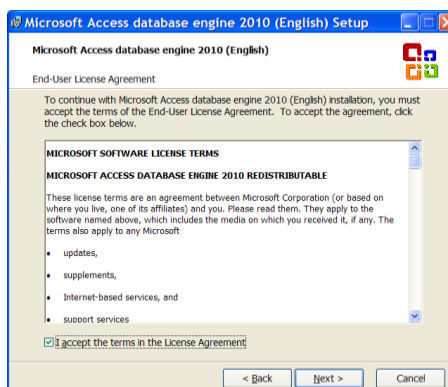 Microsoft Access database engine 2010 (English) Setup
Microsoft Access database engine 2010 (English)
End-User License Agreement
To continue with Microsoft Access database engine 2010 (English) installation, you must
accept the terms of the End-User License Agreement. To accept the agreement, click
the check box below.
MICROSOFT SOFTWARE LICENSE TERMS
MICROSOFT ACCESS DATABASE ENGINE 2010 REDISTRIBUTABLE
These license terms are an agreement between Microsoft Corporation (or based on
where you live, one of its affiliates) and you. Please read them. They apply to the
software named above, which includes the media on which you received it, if any. The
terms also apply to any Microsoft
• updates,
• supplements,
• Internet-based services, and
• support services
I accept the terms in the License Agreement
< Back Next > Cancel